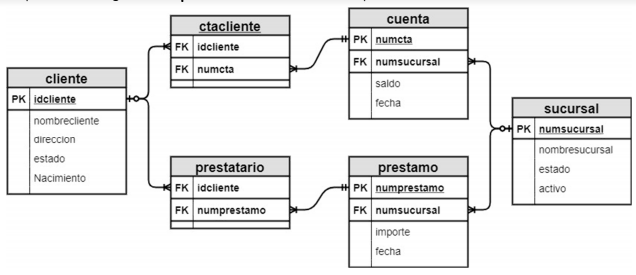 cliente
PK idcliente
nombrecliente
direccion
estado
Nacimiento
ctacliente
FK idcliente
FK numcta
prestatario
FK idcliente
FK numprestamo
cuenta
PK numcta
FK numsucursal
saldo
fecha
prestamo
PK numprestamo
FK numsucursal
importe
fecha
sucursal
PK numsucursal
nombresucursal
estado
activo